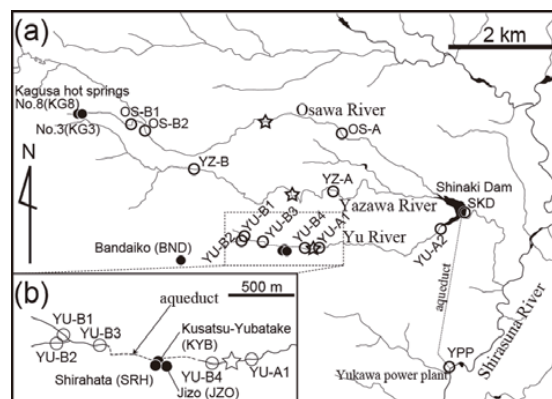 (a)
2 km
Kagusa hot springs
No.8(KG8)
No.3(KG3)
OS-B1
OS-B2
Osawa River
OS-A
YZ-B
N
YZ-A
Shinaki Dam
SKD
Yazawa River
YU-B1
YU-B2
YU-B3
YU-B4
YU-A1
Yu River
YU-A2
Bandaiko (BND)
aqueduct
Shirasuna River
YPP
Yukawa power plant
(b)
500 m
aqueduct
YU-B1
YU-B3
YU-B2
Kusatsu-Yubatake
(KYB)
Shirahata (SRH)
Jizo (JZO)
YU-B4
YU-A1